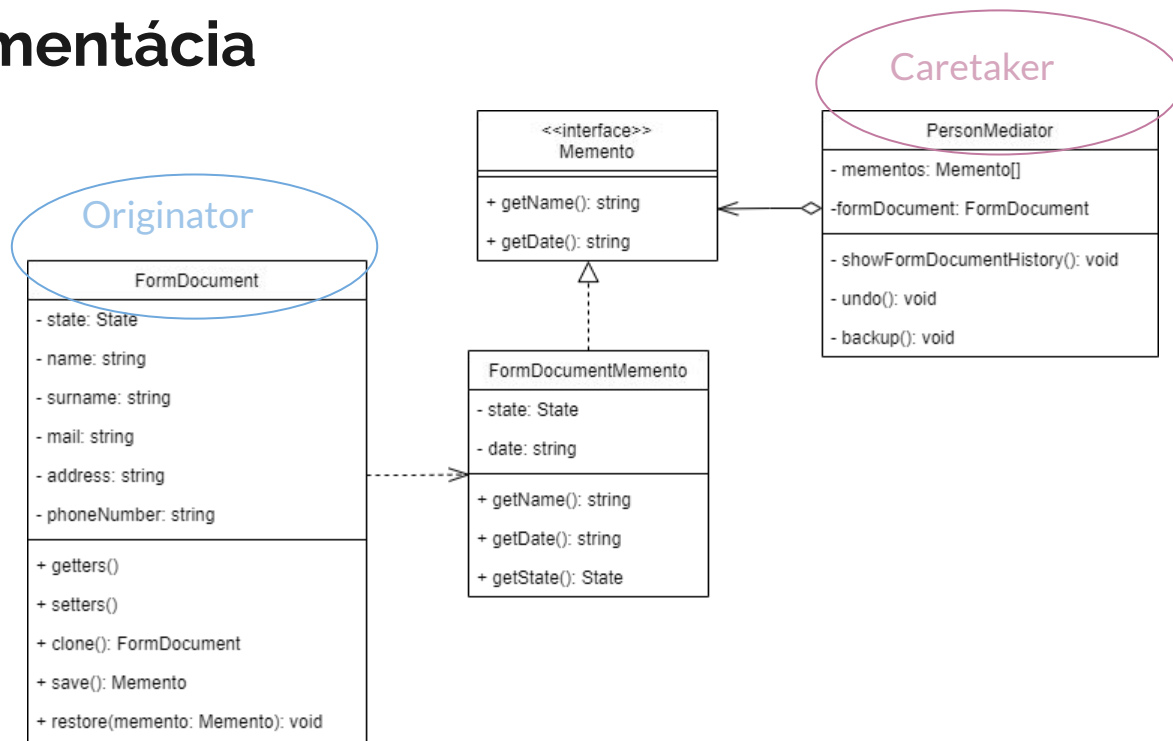 mentácia
Caretaker
<<interface>>
Memento
+ getName(): string
+ getDate(): string
PersonMediator
- mementos: Memento[]
-formDocument: FormDocument
- showFormDocumentHistory(): void
- undo(): void
- backup(): void
Originator
FormDocument
- state: State
- name: string
- surname: string
- mail: string
- address: string
- phoneNumber: string
+ getters()
+ setters()
+ clone(): FormDocument
+ save(): Memento
+ restore(memento: Memento): void
FormDocumentMemento
- state: State
- date: string
+ getName(): string
+ getDate(): string
+ getState(): State